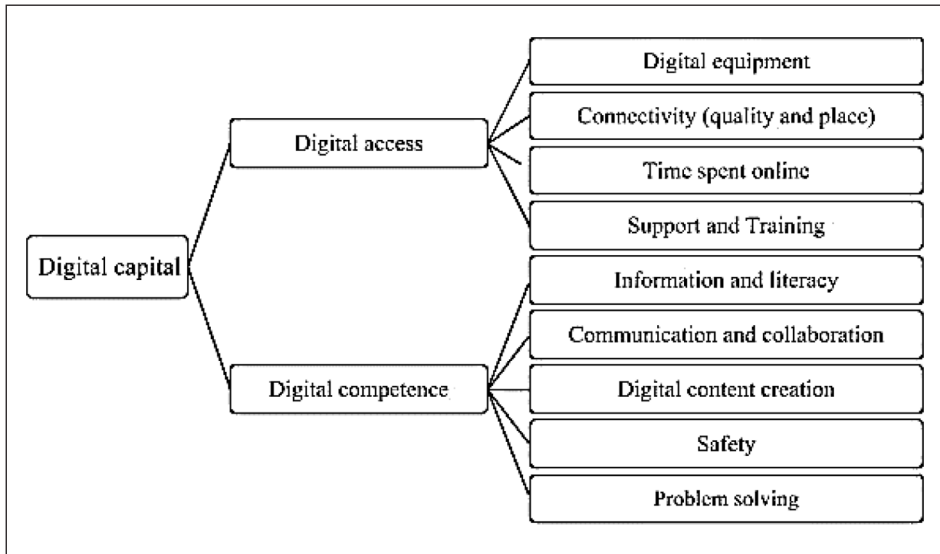 Digital capital
Digital access
Digital equipment
Connectivity (quality and place)
Time spent online
Support and Training
Digital competence
Information and literacy
Communication and collaboration
Digital content creation
Safety
Problem solving